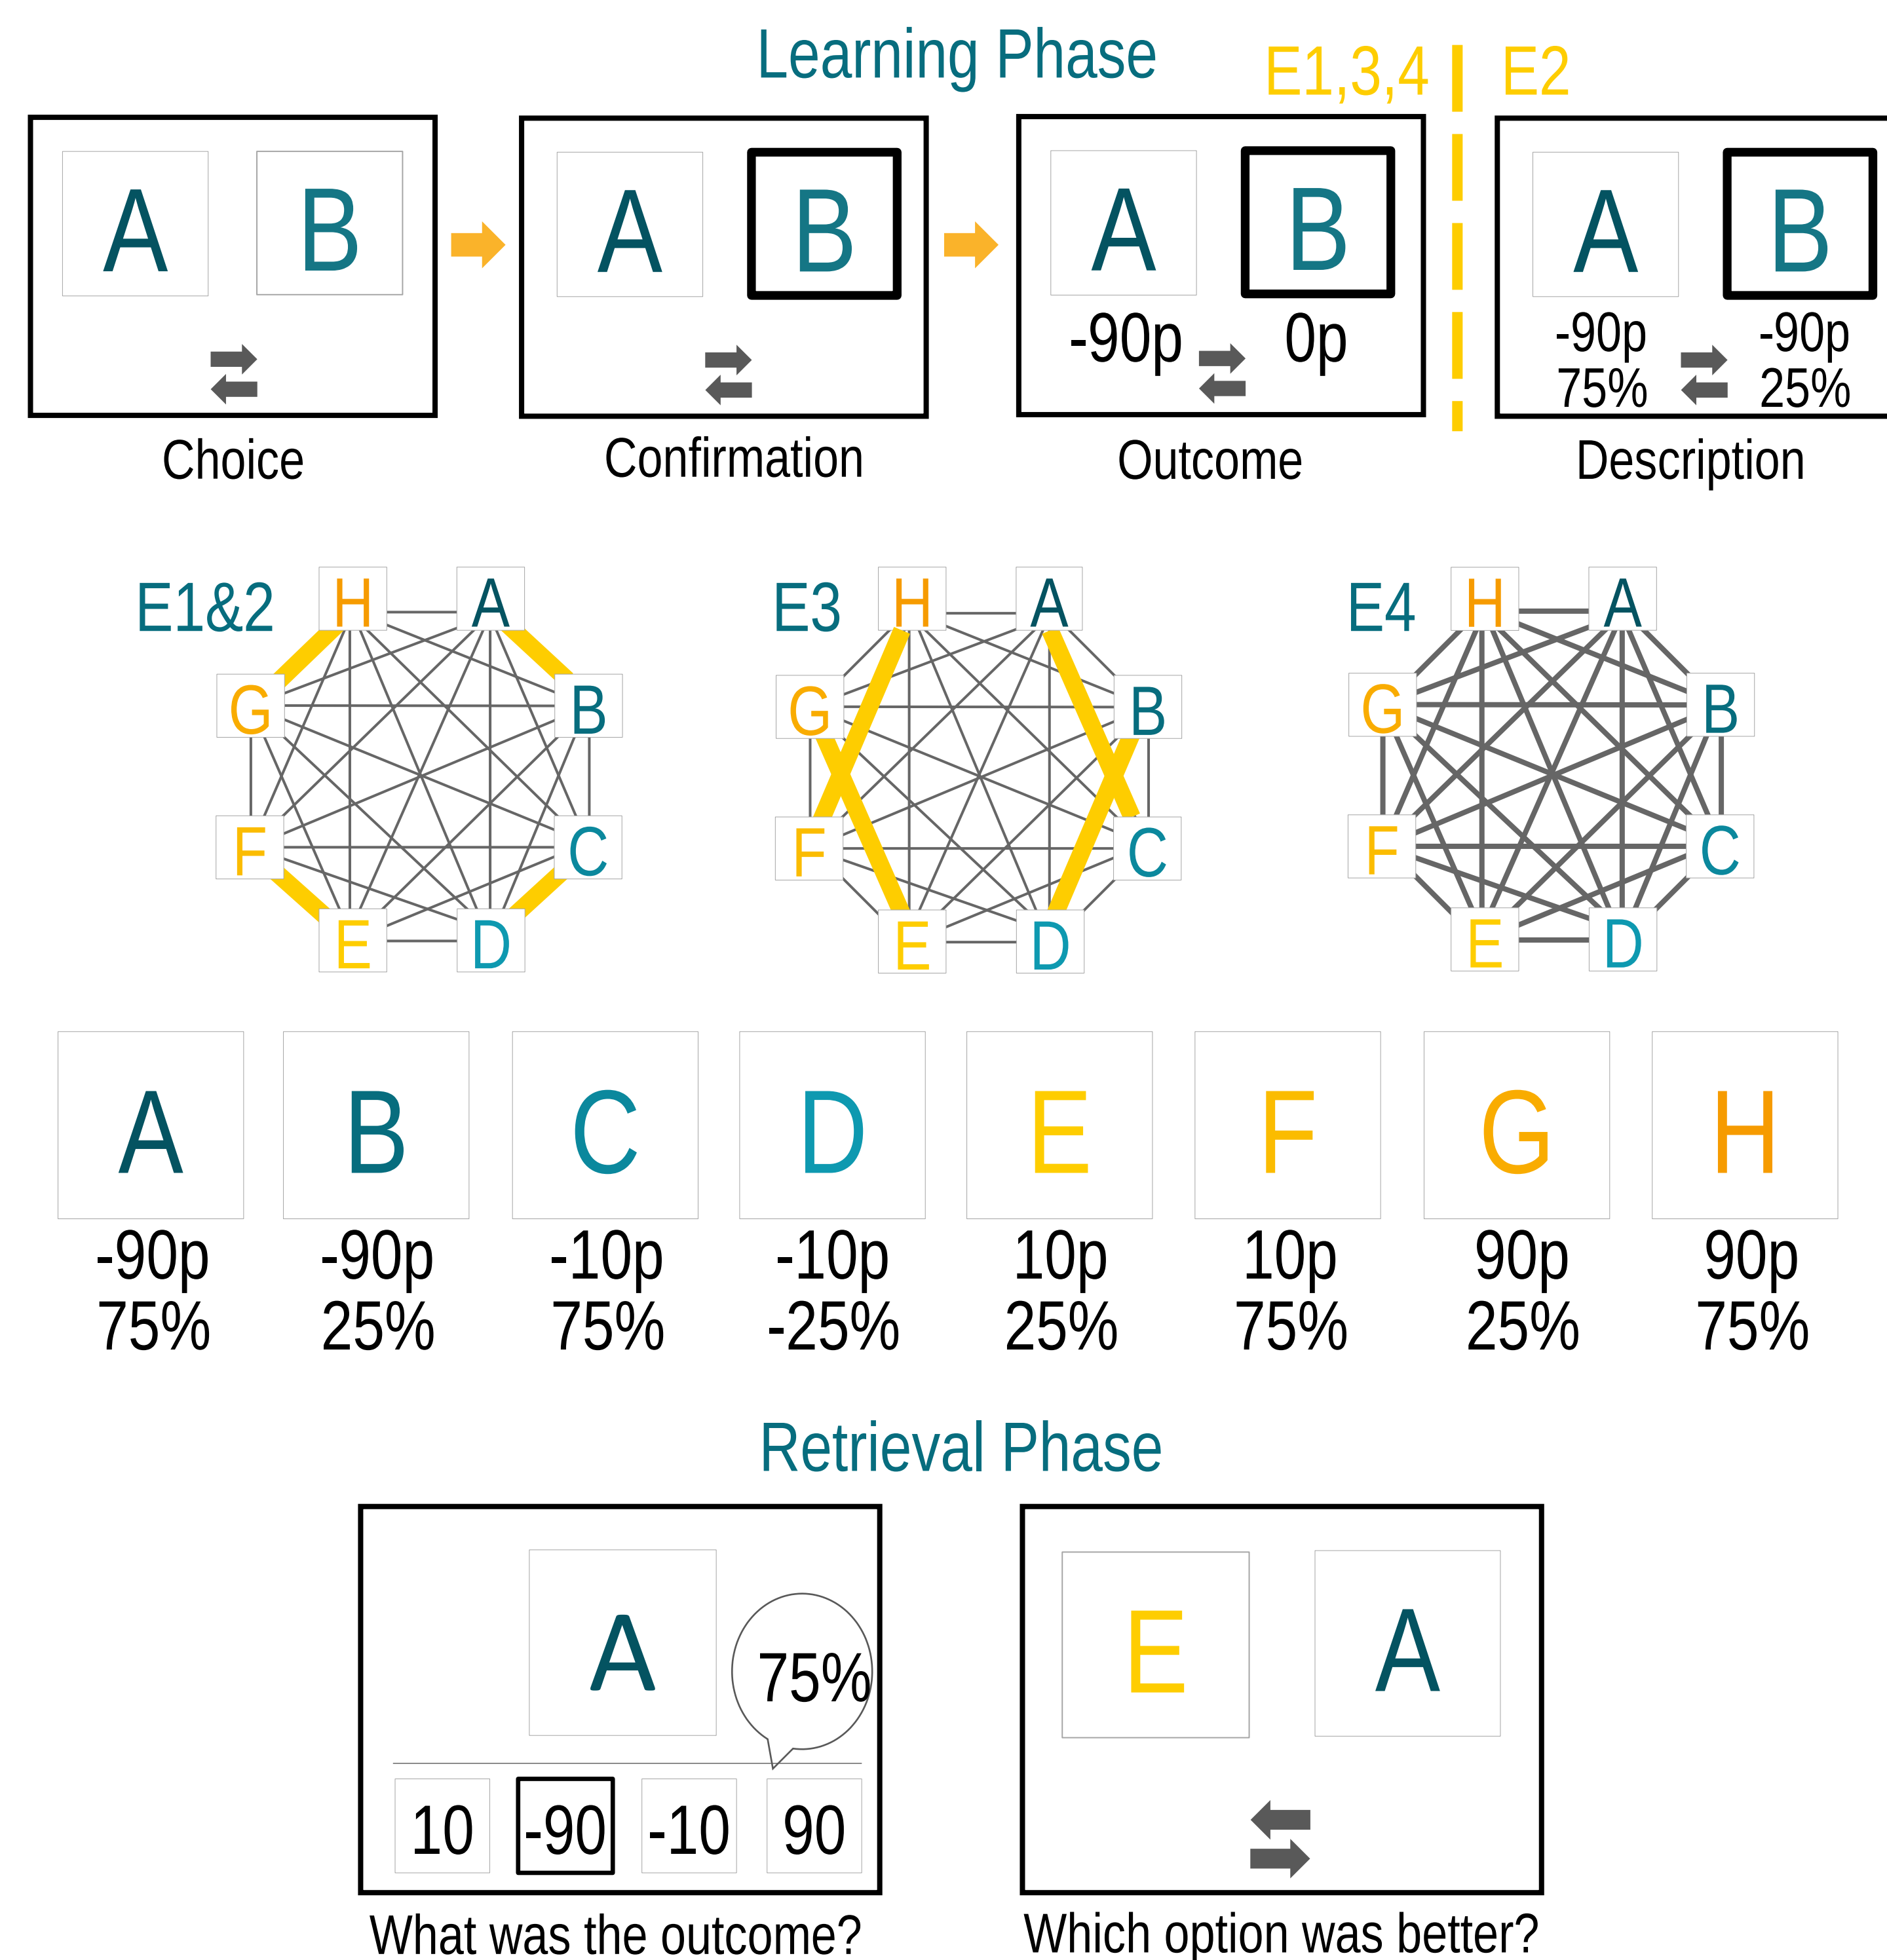 Learning Phase
E1,3,4
E2
A B
A B
A B
A B
-90p 0p
-90p -90p
75% 25%
Choice
Confirmation
Outcome
Description
E1&2
H A
G B
F C
E D
E3
H A
G B
F C
E D
E4
H A
G B
F C
E D
A B C D E F G H
-90p -90p -10p -10p 10p 10p 90p 90p
75% 25% 75% -25% 25% 75% 25% 75%
Retrieval Phase
A
75%
10 -90 -10 90
What was the outcome?
E A
Which option was better?